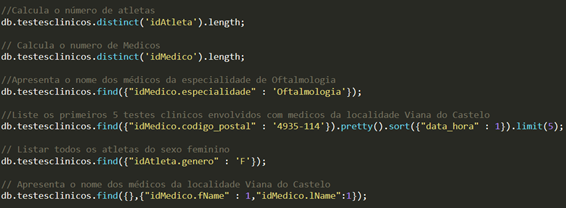 //Calcula o número de atletas
db.testesclinicos.distinct('idAtleta').length;
// Calcula o numero de Medicos
db.testesclinicos.distinct('idMedico').length;
//Apresenta o nome dos médicos da especialidade de Oftalmologia
db.testesclinicos.find({"idMedico.especialidade" : 'Oftalmologia'});
//Liste os primeiros 5 testes clinicos envolvidos com medicos da localidade Viana do Castelo
db.testesclinicos.find({"idMedico.codigo_postal" : '4935-114'}).pretty().sort({"data_hora" : 1}).limit(5);
// Listar todos os atletas do sexo feminino
db.testesclinicos.find({"idAtleta.genero" : 'F'});
// Apresenta o nome dos médicos da localidade Viana do Castelo
db.testesclinicos.find({},{"idMedico.fName" : 1,"idMedico.lName":1});